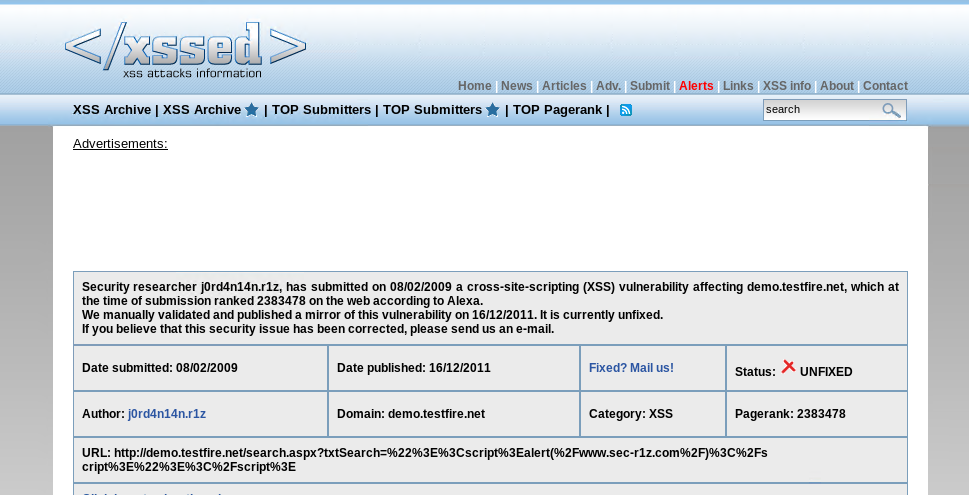 </xssed>
xss attacks information
Home | News | Articles | Adv. | Submit | Alerts | Links | XSS info | About | Contact
XSS Archive | XSS Archive | TOP Submitters | TOP Submitters | TOP Pagerank |
search
Advertisements:
Security researcher j0rd4n14n.r1z, has submitted on 08/02/2009 a cross-site-scripting (XSS) vulnerability affecting demo.testfire.net, which at
the time of submission ranked 2383478 on the web according to Alexa.
We manually validated and published a mirror of this vulnerability on 16/12/2011. It is currently unfixed.
If you believe that this security issue has been corrected, please send us an e-mail.
Date submitted: 08/02/2009
Date published: 16/12/2011
Fixed? Mail us!
Status: UNFIXED
Author: j0rd4n14n.r1z
Domain: demo.testfire.net
Category: XSS
Pagerank: 2383478
URL: http://demo.testfire.net/search.aspx?txtSearch=%22%3E%3Cscript%3Ealert(%2Fwww.sec-r1z.com%2F)%3C%2Fs
cript%3E%22%3E%3C%2Fscript%3E